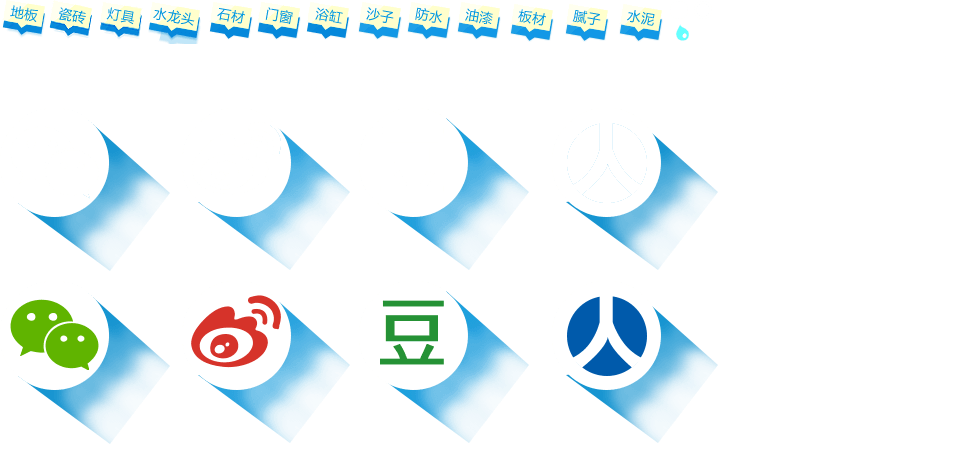 地板 瓷砖 灯具 水龙头 石材 门窗 浴缸 沙子 防水 油漆 板材 腻子 水泥
豆